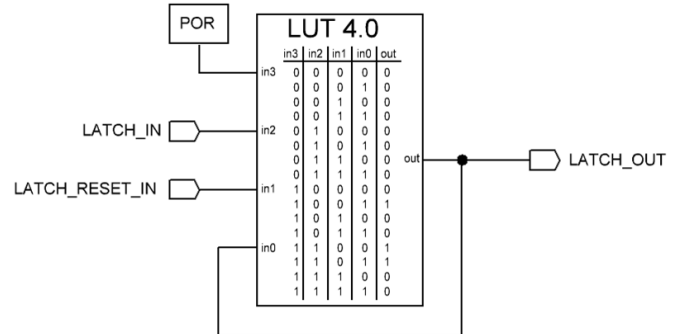 POR
LUT 4.0
in3 in2 in1 in0 out
0 0 0 0 0
0 0 0 1 0
0 0 1 0 0
0 0 1 1 0
0 1 0 0 0
0 1 0 1 0
0 1 1 0 0
0 1 1 1 0
1 0 0 0 0
1 0 0 1 1
1 0 1 0 0
1 0 1 1 0
1 1 0 0 1
1 1 0 1 1
1 1 1 0 0
1 1 1 1 0
in3
LATCH_IN
in2
out
LATCH_OUT
LATCH_RESET_IN
in1
in0